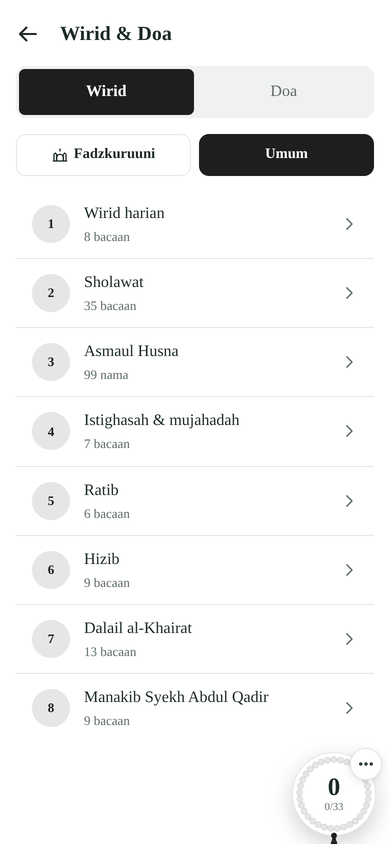 Wirid & Doa
Wirid
Doa
Fadzkuruuni
Umum
1
Wirid harian
8 bacaan
2
Sholawat
35 bacaan
3
Asmaul Husna
99 nama
4
Istighasah & mujahadah
7 bacaan
5
Ratib
6 bacaan
6
Hizib
9 bacaan
7
Dalail al-Khairat
13 bacaan
8
Manakib Syekh Abdul Qadir
9 bacaan
0
0/33